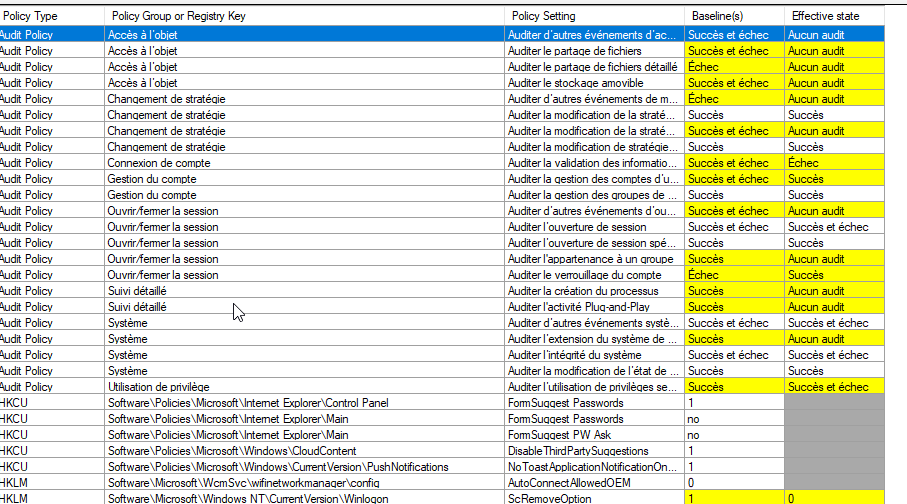 Policy Type Policy Group or Registry Key Policy Setting Baseline(s) Effective state
Audit Policy Accès à l'objet Auditer d'autres événements d'ac... Succès et échec Aucun audit
Audit Policy Accès à l'objet Auditer le partage de fichiers Succès et échec Aucun audit
Audit Policy Accès à l'objet Auditer le partage de fichiers détaillé Échec Aucun audit
Audit Policy Accès à l'objet Auditer le stockage amovible Succès et échec Aucun audit
Audit Policy Changement de stratégie Auditer d'autres événements de m... Échec Aucun audit
Audit Policy Changement de stratégie Auditer la modification de la straté... Succès Succès
Audit Policy Changement de stratégie Auditer la modification de la straté... Succès et échec Aucun audit
Audit Policy Changement de stratégie Auditer la modification de stratégie... Succès Succès
Audit Policy Connexion de compte Auditer la validation des informatio... Succès et échec Échec
Audit Policy Gestion du compte Auditer la gestion des comptes d'u... Succès et échec Succès
Audit Policy Gestion du compte Auditer la gestion des groupes de ... Succès Succès
Audit Policy Ouvrir/fermer la session Auditer d'autres événements d'ou... Succès et échec Aucun audit
Audit Policy Ouvrir/fermer la session Auditer l'ouverture de session Succès et échec Succès et échec
Audit Policy Ouvrir/fermer la session Auditer l'ouverture de session spé... Succès Succès
Audit Policy Ouvrir/fermer la session Auditer l'appartenance à un groupe Succès Aucun audit
Audit Policy Ouvrir/fermer la session Auditer le verrouillage du compte Échec Succès
Audit Policy Suivi détaillé Auditer la création du processus Succès Aucun audit
Audit Policy Suivi détaillé Auditer l'activité Plug-and-Play Succès Aucun audit
Audit Policy Système Auditer d'autres événements systè... Succès et échec Succès et échec
Audit Policy Système Auditer l'extension du système de ... Succès Aucun audit
Audit Policy Système Auditer l'intégrité du système Succès et échec Succès et échec
Audit Policy Système Auditer la modification de l'état de ... Succès Succès
Audit Policy Utilisation de privilège Auditer l'utilisation de privilèges se... Succès Succès et échec
HKCU Software\Policies\Microsoft\Internet Explorer\Control Panel FormSuggest Passwords 1
HKCU Software\Policies\Microsoft\Internet Explorer\Main FormSuggest Passwords no
HKCU Software\Policies\Microsoft\Internet Explorer\Main FormSuggest PW Ask no
HKCU Software\Policies\Microsoft\Windows\CloudContent DisableThirdPartySuggestions 1
HKCU Software\Policies\Microsoft\Windows\CurrentVersion\PushNotifications NoToastApplicationNotificationOn... 1
HKLM Software\Microsoft\WcmSvc\wifinetworkmanager\config AutoConnectAllowedOEM 0
HKLM Software\Microsoft\Windows NT\CurrentVersion\Winlogon ScRemoveOption 1 0